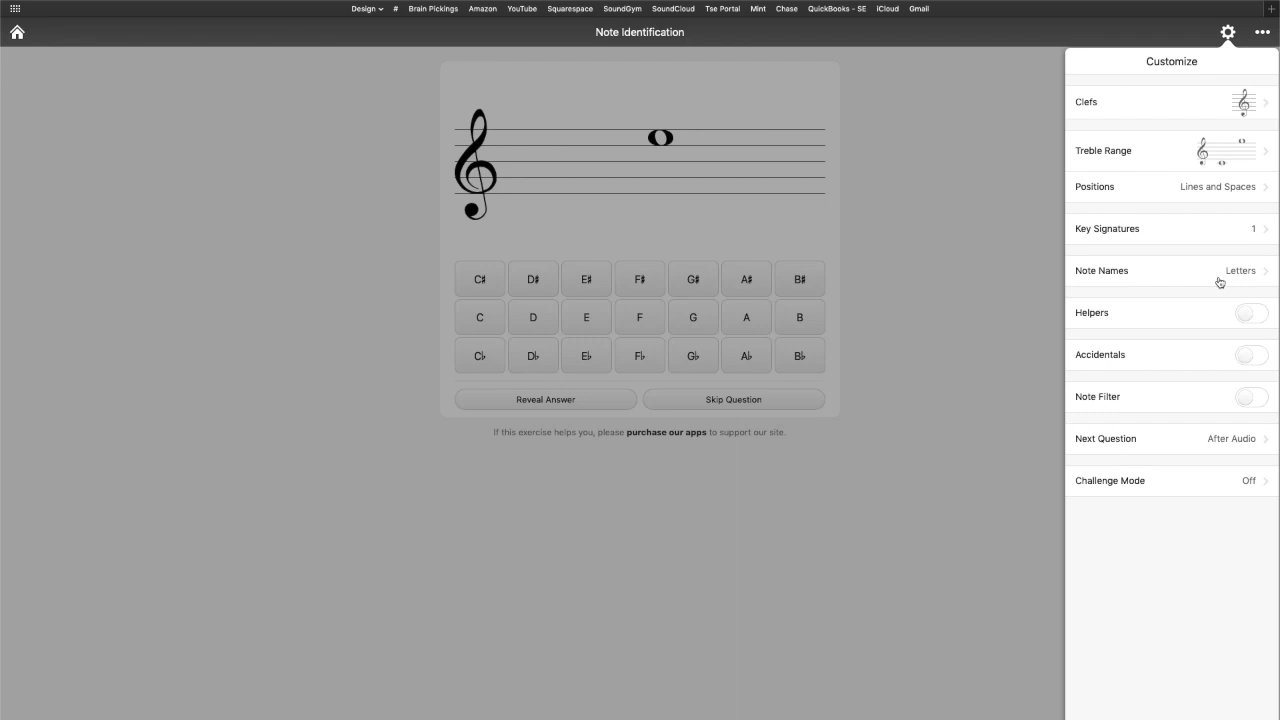 Design # Brain Pickings Amazon YouTube Squarespace SoundGym SoundCloud Tse Portal Mint Chase QuickBooks - SE iCloud Gmail
Note Identification
Customize
Clefs
Treble Range
Positions Lines and Spaces
Key Signatures 1
Note Names Letters
Helpers
Accidentals
Note Filter
Next Question After Audio
Challenge Mode Off
C♯ D♯ E♯ F♯ G♯ A♯ B♯
C D E F G A B
C♭ D♭ E♭ F♭ G♭ A♭ B♭
Reveal Answer Skip Question
If this exercise helps you, please purchase our apps to support our site.